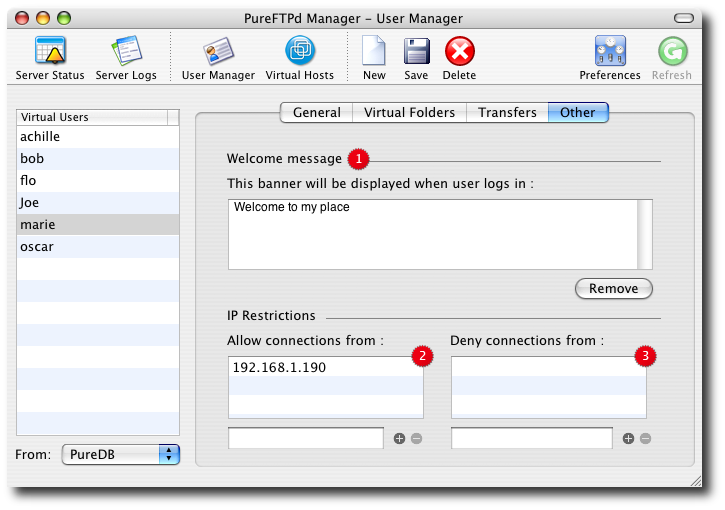 PureFTPd Manager – User Manager
Server Status Server Logs User Manager Virtual Hosts New Save Delete Preferences Refresh
General Virtual Folders Transfers Other
Virtual Users
achille
bob
flo
Joe
marie
oscar
From: PureDB
Welcome message 1
This banner will be displayed when user logs in :
Welcome to my place
Remove
IP Restrictions
Allow connections from : 2
192.168.1.190
Deny connections from : 3